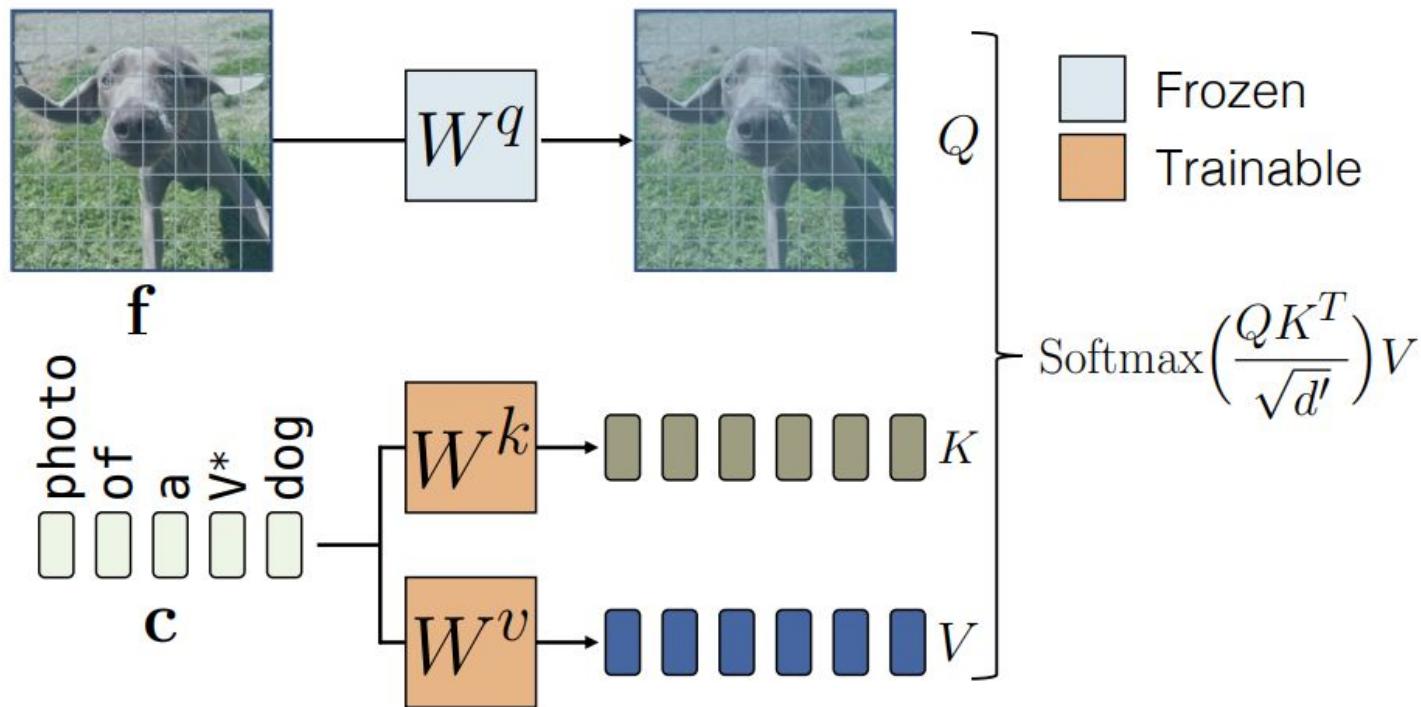 W^q
Q
Frozen
Trainable
f
photo
of
a
V*
dog
c
W^k
K
W^v
V
Softmax(QK^T/√d′)V